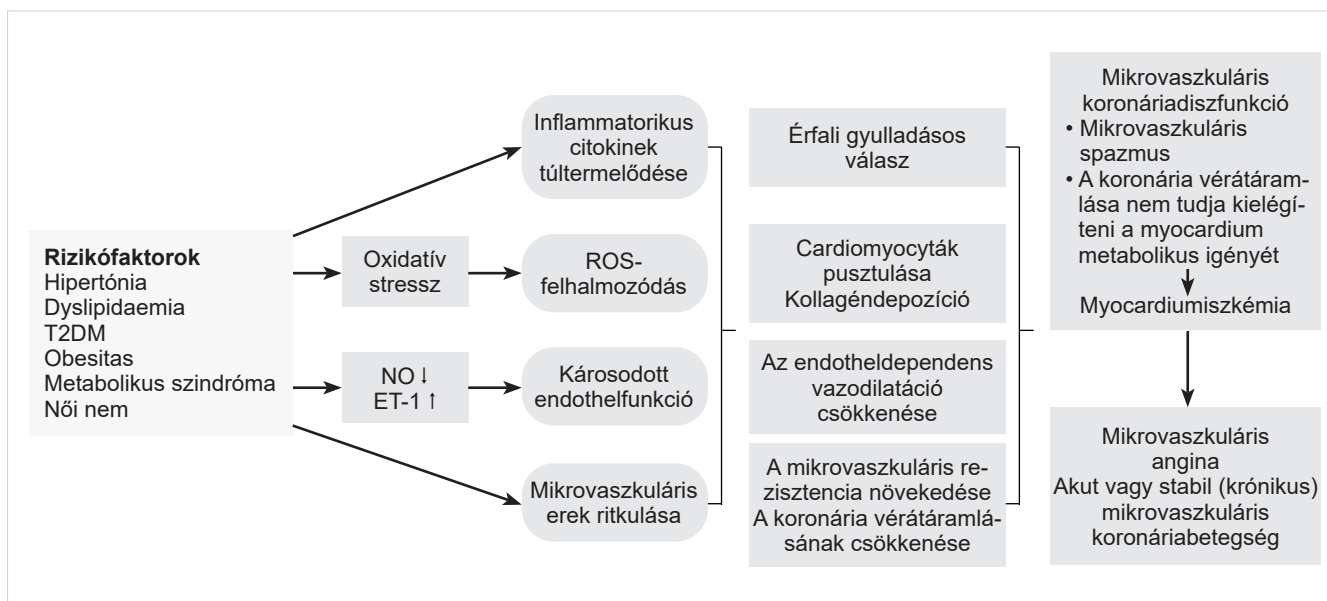 Rizikófaktorok
Hipertónia
Dyslipidaemia
T2DM
Obesitas
Metabolikus szindróma
Női nem
Oxidatív
stressz
NO ↓
ET-1 ↑
Inflammatorikus
citokinek
túltermelődése
ROS-
felhalmozódás
Károsodott
endothelfunkció
Mikrovaszkuláris
erek ritkulása
Érfali gyulladásos
válasz
Cardiomyocyták
pusztulása
Kollagéndepozíció
Az endotheldependens
vazodilatáció
csökkenése
A mikrovaszkuláris re-
zisztencia növekedése
A koronária vérátáramlá-
sának csökkenése
Mikrovaszkuláris
koronáriadiszfunkció
• Mikrovaszkuláris
spazmus
• A koronária vérátáram-
lása nem tudja kielégí-
teni a myocardium
metabolikus igényét
Myocardiumiszkémia
Mikrovaszkuláris
angina
Akut vagy stabil (krónikus)
mikrovaszkuláris
koronáriabetegség